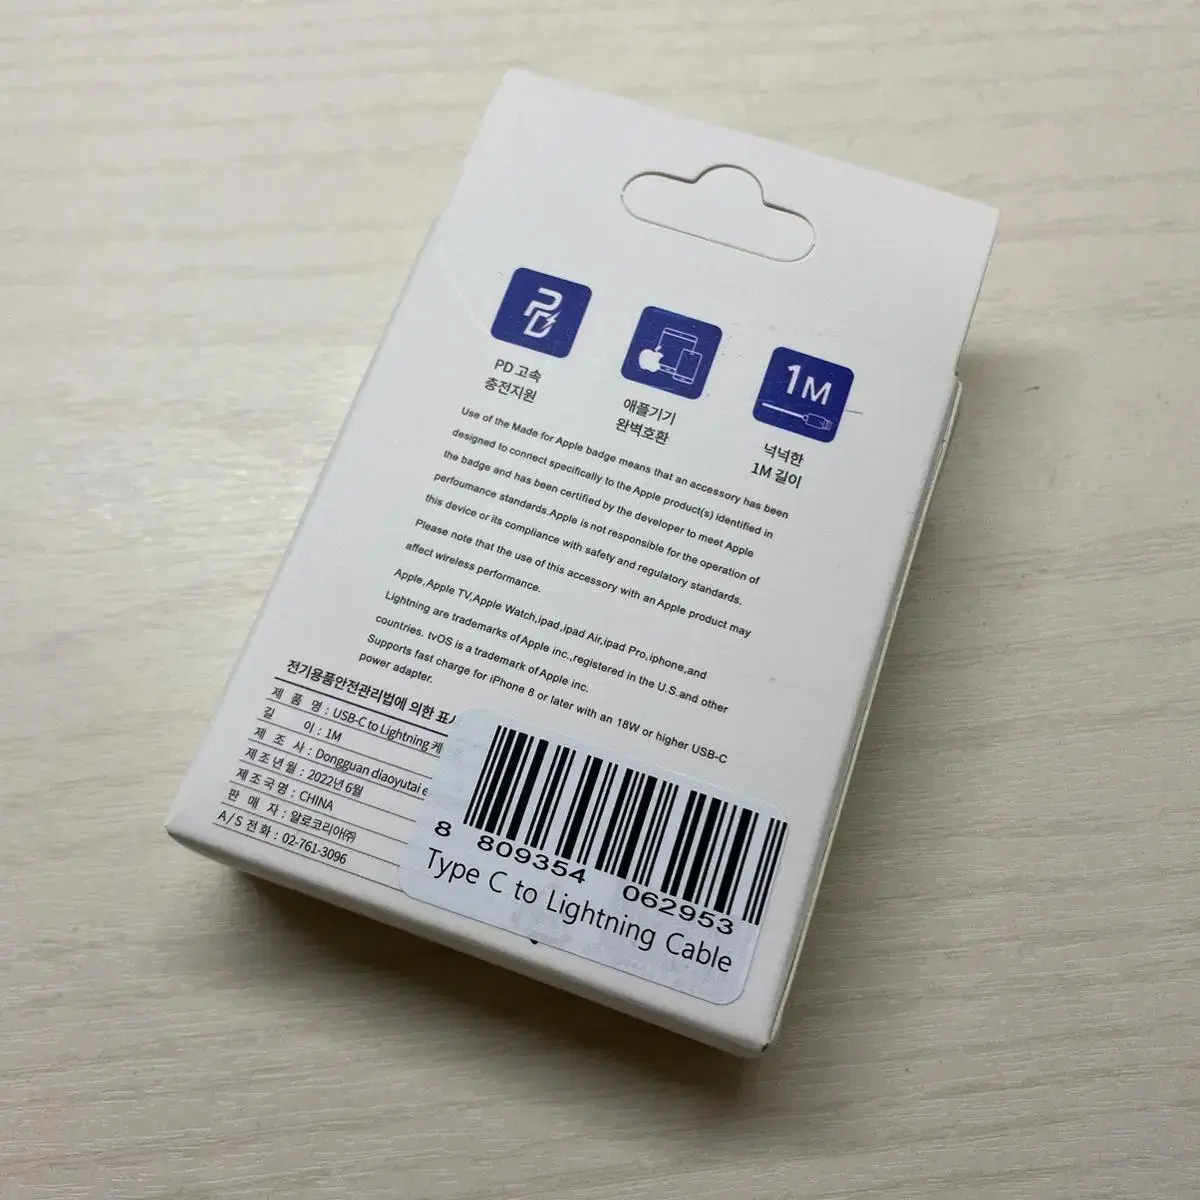 PD
PD 고속
충전지원
애플기기
완벽호환
1M
넉넉한
1M 길이
Use of the Made for Apple badge means that an accessory has been
designed to connect specifically to the Apple product(s) identified in
the badge and has been certified by the developer to meet Apple
perfoumance standards.Apple is not responsible for the operation of
this device or its compliance with safety and regulatory standards.
Please note that the use of this accessory with an Apple product may
affect wireless performance.
Apple,Apple TV,Apple Watch,ipad,ipad Air,ipad Pro,iphone,and
Lightning are trademarks of Apple inc.,registered in the U.S.and other
countries. tvOS is a trademark of Apple inc.
Supports fast charge for iPhone 8 or later with an 18W or higher USB-C
power adapter.
전기용품안전관리법에 의한 표시
제 품 명 : USB-C to Lightning 케
길 이 : 1M
제 조 사 : Dongguan diaoyutai e
제조년월 : 2022년 6월
제조국명 : CHINA
판 매 자 : 알로코리아㈜
A/S 전화 : 02-761-3096
8 809354 062953
Type C to Lightning Cable